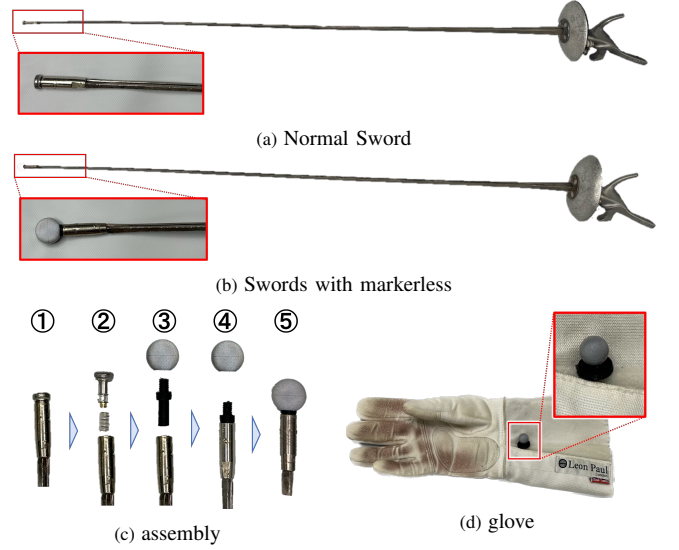 (a) Normal Sword
(b) Swords with markerless
① ② ③ ④ ⑤
Leon Paul
(c) assembly
(d) glove